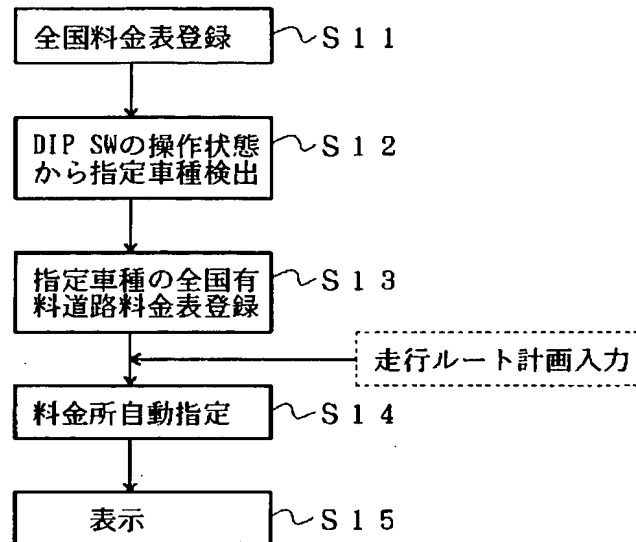 全国料金表登録 S11
DIP SWの操作状態 S12
から指定車種検出
指定車種の全国有 S13
料道路料金表登録
走行ルート計画入力
料金所自動指定 S14
表示 S15